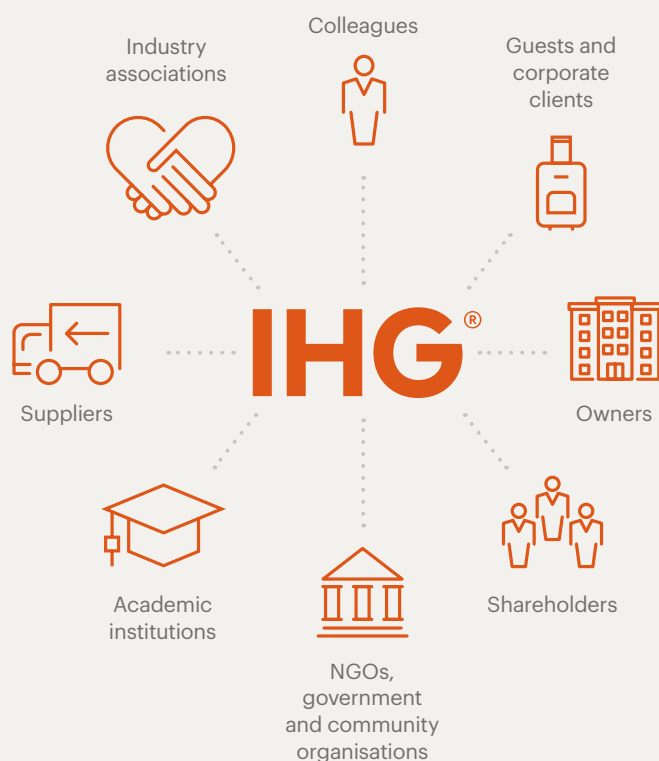 Colleagues
Industry
associations
Guests and
corporate
clients
IHG®
Suppliers
Owners
Academic
institutions
Shareholders
NGOs,
government
and community
organisations